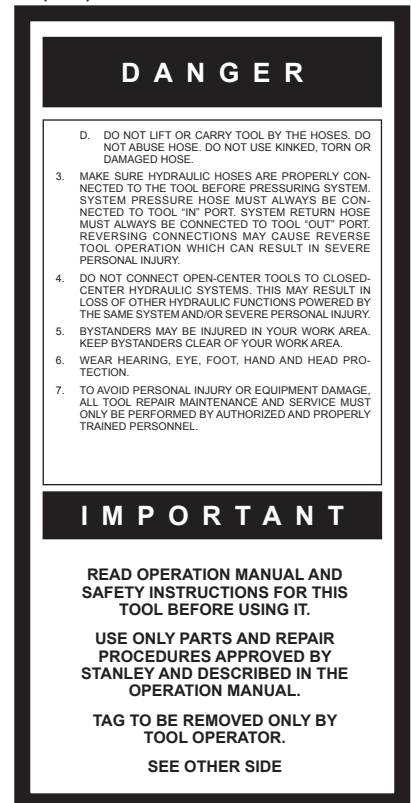 DANGER
D. DO NOT LIFT OR CARRY TOOL BY THE HOSES. DO
NOT ABUSE HOSE. DO NOT USE KINKED, TORN OR
DAMAGED HOSE.
3. MAKE SURE HYDRAULIC HOSES ARE PROPERLY CON-
NECTED TO THE TOOL BEFORE PRESSURING SYSTEM.
SYSTEM PRESSURE HOSE MUST ALWAYS BE CON-
NECTED TO TOOL "IN" PORT. SYSTEM RETURN HOSE
MUST ALWAYS BE CONNECTED TO TOOL "OUT" PORT.
REVERSING CONNECTIONS MAY CAUSE REVERSE
TOOL OPERATION WHICH CAN RESULT IN SEVERE
PERSONAL INJURY.
4. DO NOT CONNECT OPEN-CENTER TOOLS TO CLOSED-
CENTER HYDRAULIC SYSTEMS. THIS MAY RESULT IN
LOSS OF OTHER HYDRAULIC FUNCTIONS POWERED BY
THE SAME SYSTEM AND/OR SEVERE PERSONAL INJURY.
5. BYSTANDERS MAY BE INJURED IN YOUR WORK AREA.
KEEP BYSTANDERS CLEAR OF YOUR WORK AREA.
6. WEAR HEARING, EYE, FOOT, HAND AND HEAD PRO-
TECTION.
7. TO AVOID PERSONAL INJURY OR EQUIPMENT DAMAGE,
ALL TOOL REPAIR MAINTENANCE AND SERVICE MUST
ONLY BE PERFORMED BY AUTHORIZED AND PROPERLY
TRAINED PERSONNEL.
IMPORTANT
READ OPERATION MANUAL AND
SAFETY INSTRUCTIONS FOR THIS
TOOL BEFORE USING IT.
USE ONLY PARTS AND REPAIR
PROCEDURES APPROVED BY
STANLEY AND DESCRIBED IN THE
OPERATION MANUAL.
TAG TO BE REMOVED ONLY BY
TOOL OPERATOR.
SEE OTHER SIDE